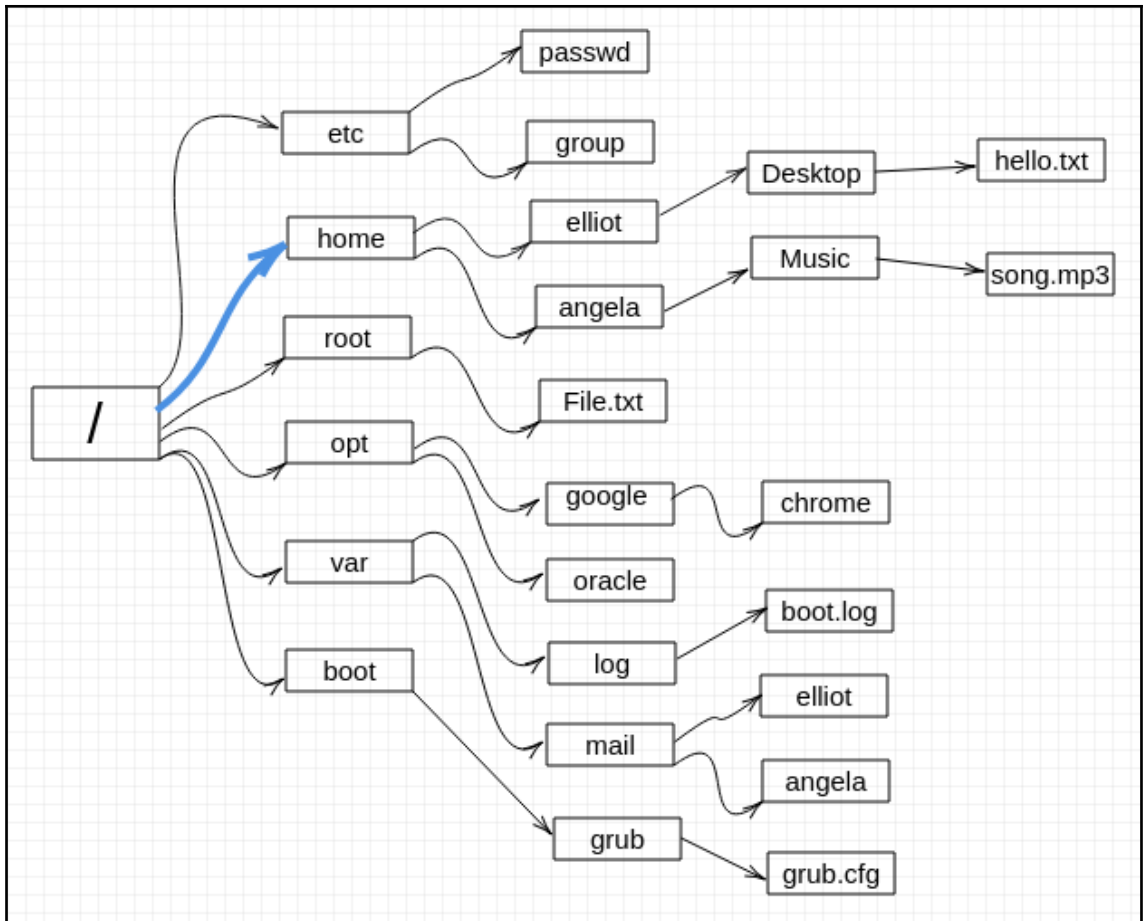 passwd
etc
group
hello.txt
Desktop
elliot
home
Music
song.mp3
angela
root
File.txt
/
opt
google
chrome
var
oracle
boot.log
log
boot
elliot
mail
angela
grub
grub.cfg